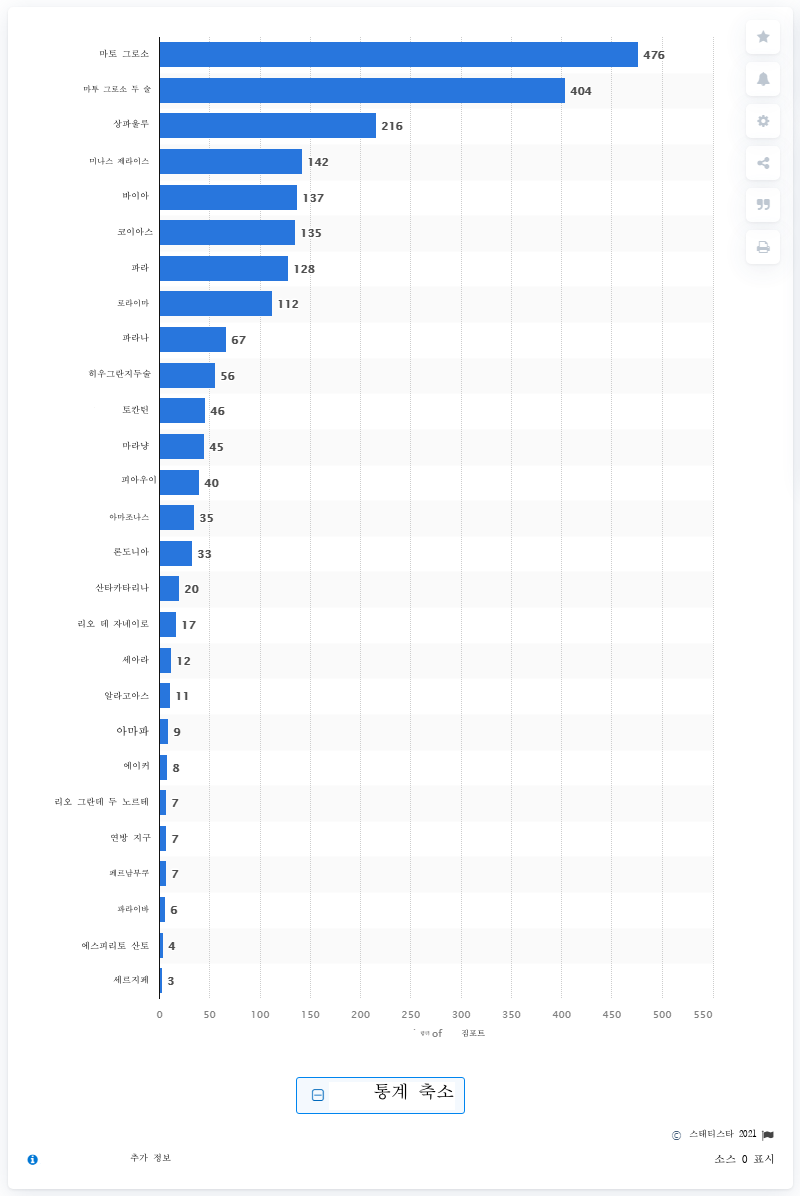 마토 그로소 476
마투 그로소 두 술 404
상파울루 216
미나스 제라이스 142
바이아 137
코이아스 135
파라 128
로라이마 112
파라나 67
히우그란지두술 56
토칸틴 46
마라냥 45
피아우이 40
아마조나스 35
론도니아 33
산타카타리나 20
리오 데 자네이로 17
세아라 12
알라고아스 11
아마파 9
에이커 8
리오 그란데 두 노르테 7
연방 지구 7
페르남부쿠 7
파라이바 6
에스피리토 산토 4
세르지페 3
0 50 100 150 200 250 300 350 400 450 500 550
of 짐포트
통계 축소
© 스태티스타 2021
추가 정보 소스 0 표시